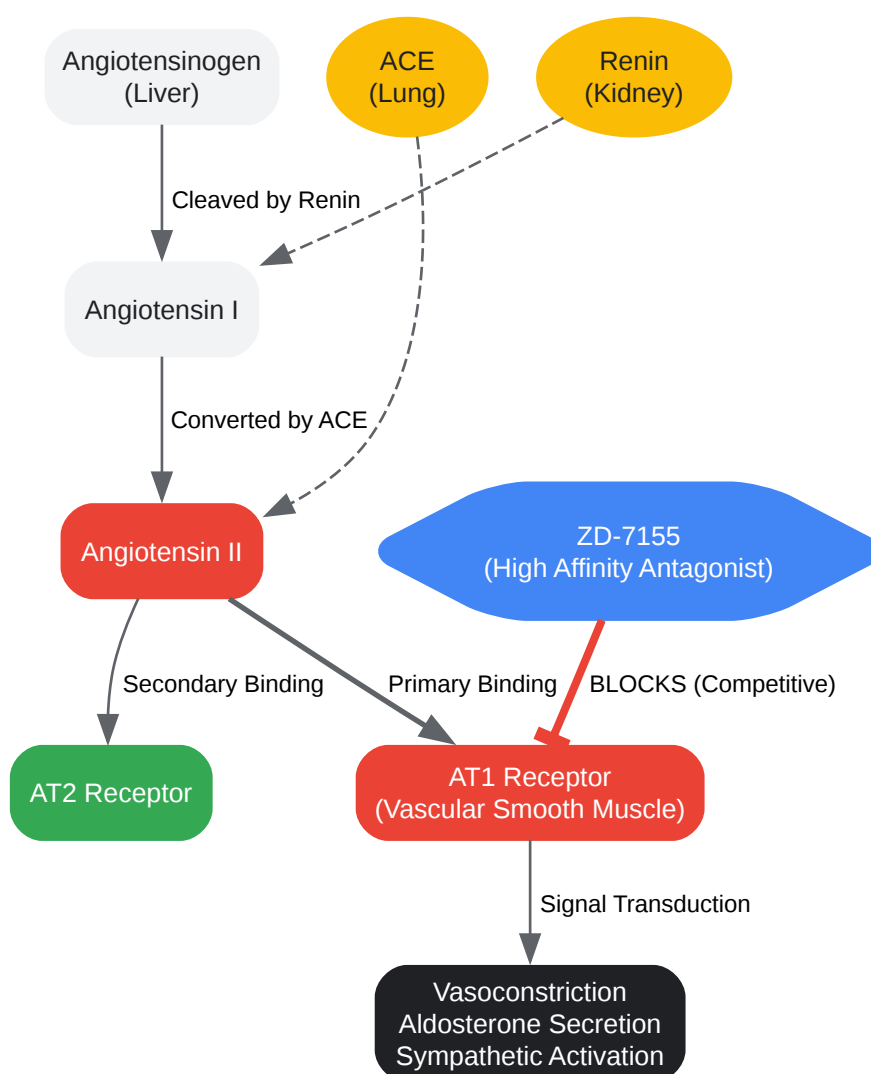 Angiotensinogen
(Liver)
ACE
(Lung)
Renin
(Kidney)
Cleaved by Renin
Angiotensin I
Converted by ACE
Angiotensin II
ZD-7155
(High Affinity Antagonist)
Secondary Binding
Primary Binding
BLOCKS (Competitive)
AT2 Receptor
AT1 Receptor
(Vascular Smooth Muscle)
Signal Transduction
Vasoconstriction
Aldosterone Secretion
Sympathetic Activation